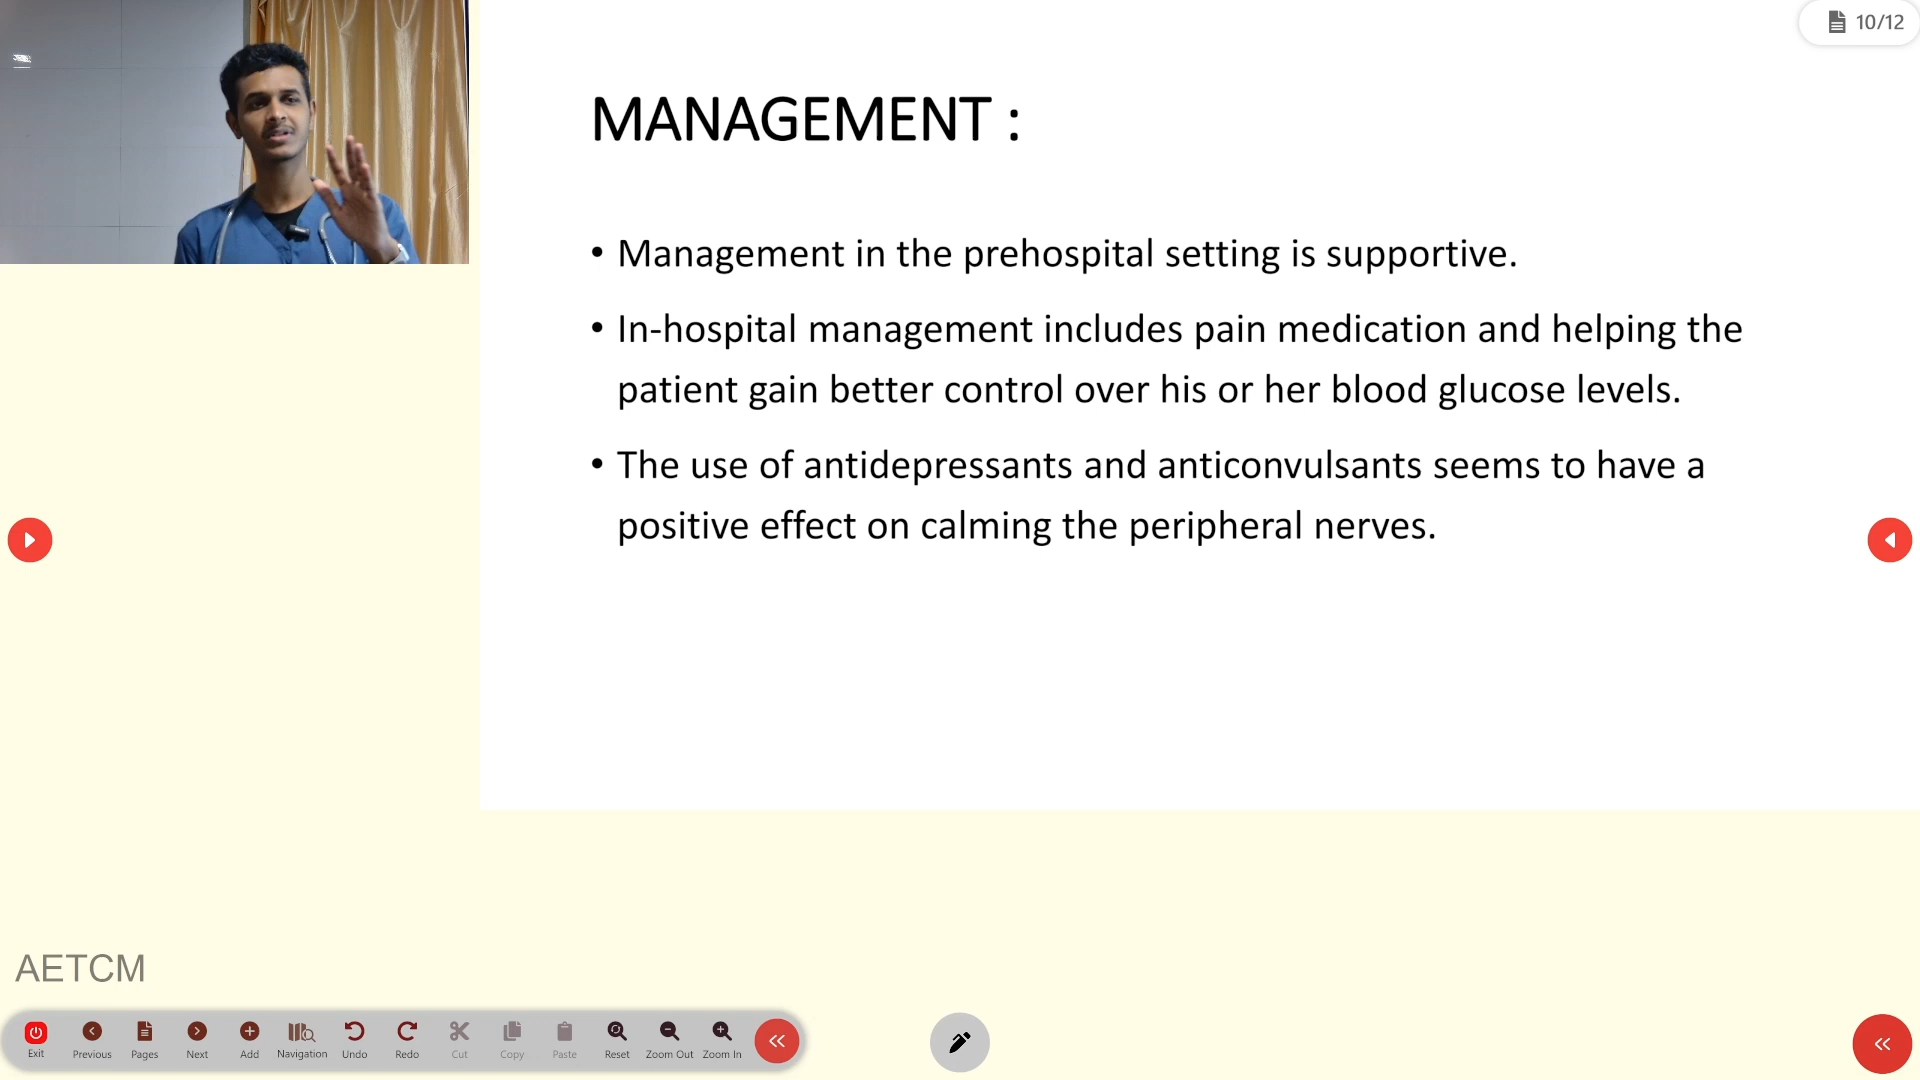 10/12
MANAGEMENT :
• Management in the prehospital setting is supportive.
• In-hospital management includes pain medication and helping the
patient gain better control over his or her blood glucose levels.
• The use of antidepressants and anticonvulsants seems to have a
positive effect on calming the peripheral nerves.
AETCM
Exit Previous Pages Next Add Navigation Undo Redo Cut Copy Paste Reset Zoom Out Zoom In